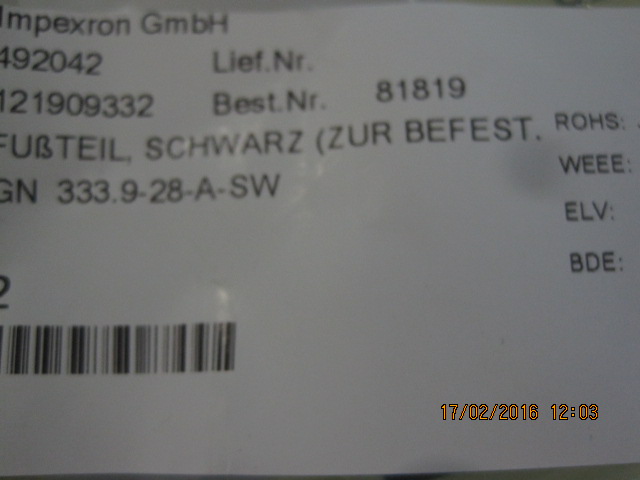 Impexron GmbH
492042 Lief.Nr.
121909332 Best.Nr. 81819
FUßTEIL, SCHWARZ (ZUR BEFEST. ROHS:
GN 333.9-28-A-SW WEEE:
ELV:
BDE:
2
17/02/2016 12:03